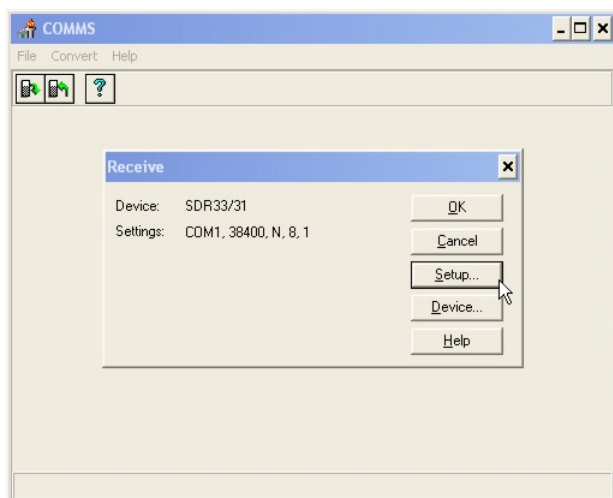 COMMS
File Convert Help
?
Receive
Device: SDR33/31
Settings: COM1, 38400, N, 8, 1
OK
Cancel
Setup...
Device...
Help